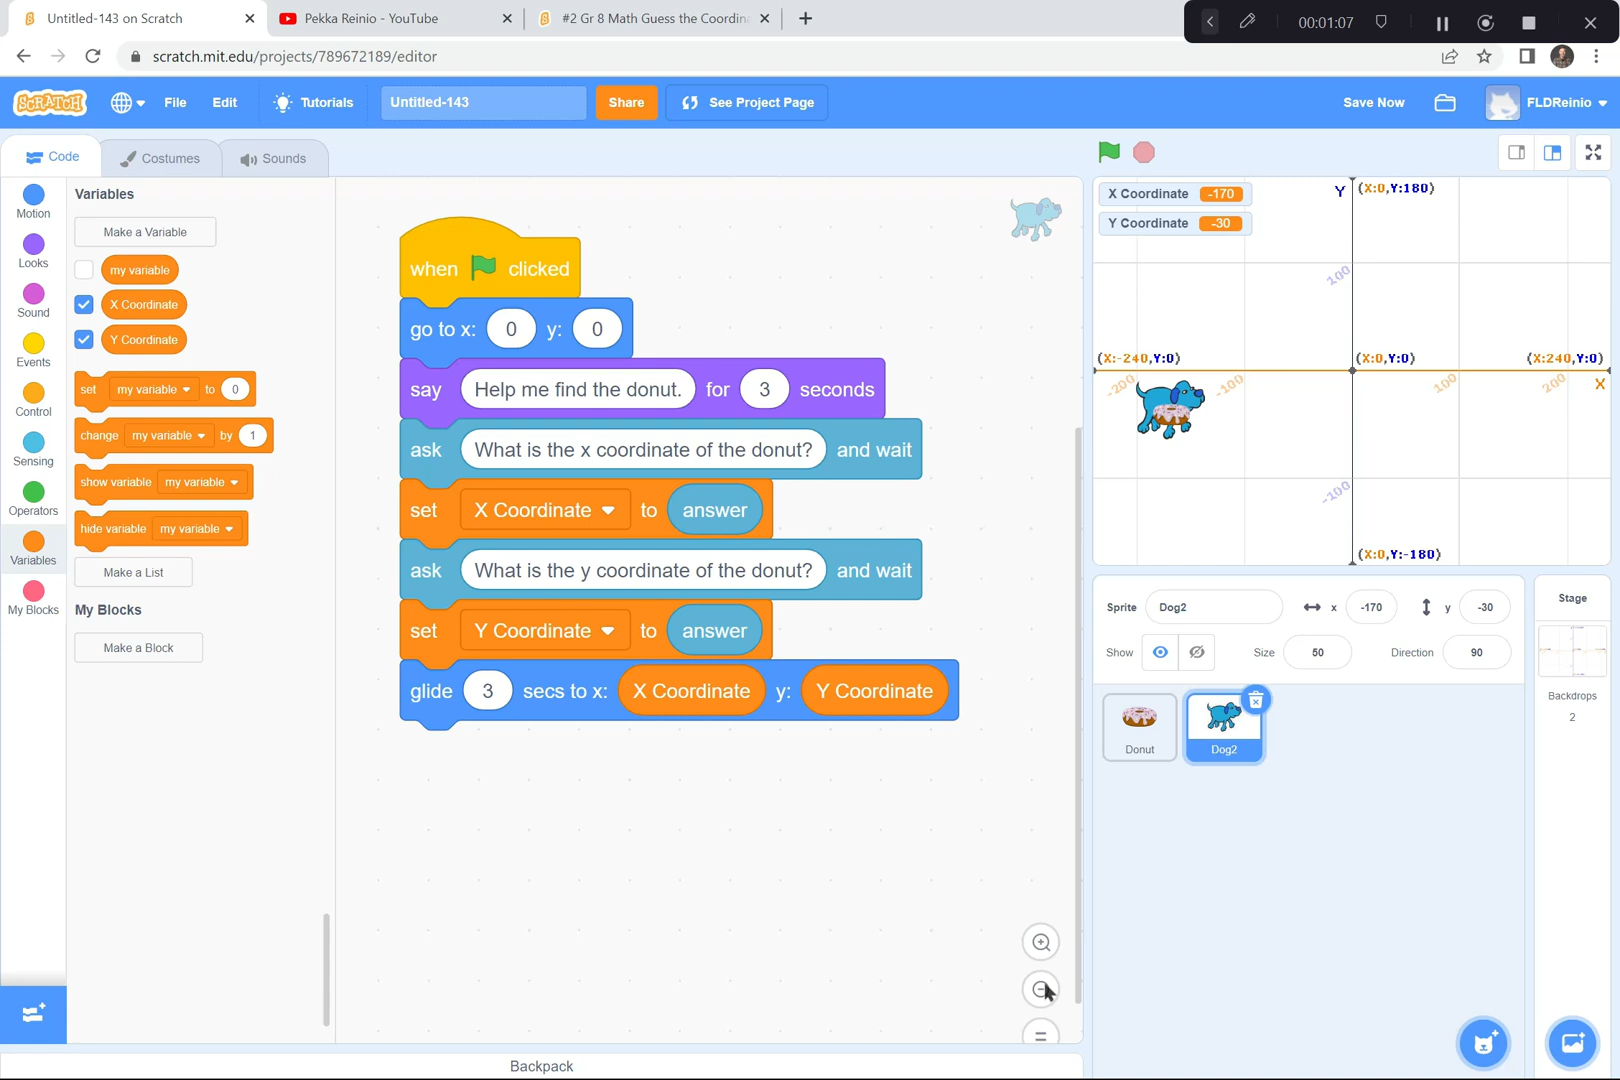 Untitled-143 on Scratch
Pekka Reinio - YouTube
#2 Gr 8 Math Guess the Coordin
00:01:07
scratch.mit.edu/projects/789672189/editor
SCRATCH
File
Edit
Tutorials
Untitled-143
Share
See Project Page
Save Now
FLDReinio
Code
Costumes
Sounds
Motion
Looks
Sound
Events
Control
Sensing
Operators
Variables
My Blocks
Variables
Make a Variable
my variable
X Coordinate
Y Coordinate
set my variable to 0
change my variable by 1
show variable my variable
hide variable my variable
Make a List
My Blocks
Make a Block
when clicked
go to x: 0 y: 0
say Help me find the donut. for 3 seconds
ask What is the x coordinate of the donut? and wait
set X Coordinate to answer
ask What is the y coordinate of the donut? and wait
set Y Coordinate to answer
glide 3 secs to x: X Coordinate y: Y Coordinate
Backpack
X Coordinate -170
Y Coordinate -30
Y (X:0,Y:180)
100
(X:-240,Y:0) (X:0,Y:0) (X:240,Y:0)
-200 -100 100 200 X
-100
(X:0,Y:-180)
Sprite Dog2 x -170 y -30
Show Size 50 Direction 90
Donut
Dog2
Stage
Backdrops
2